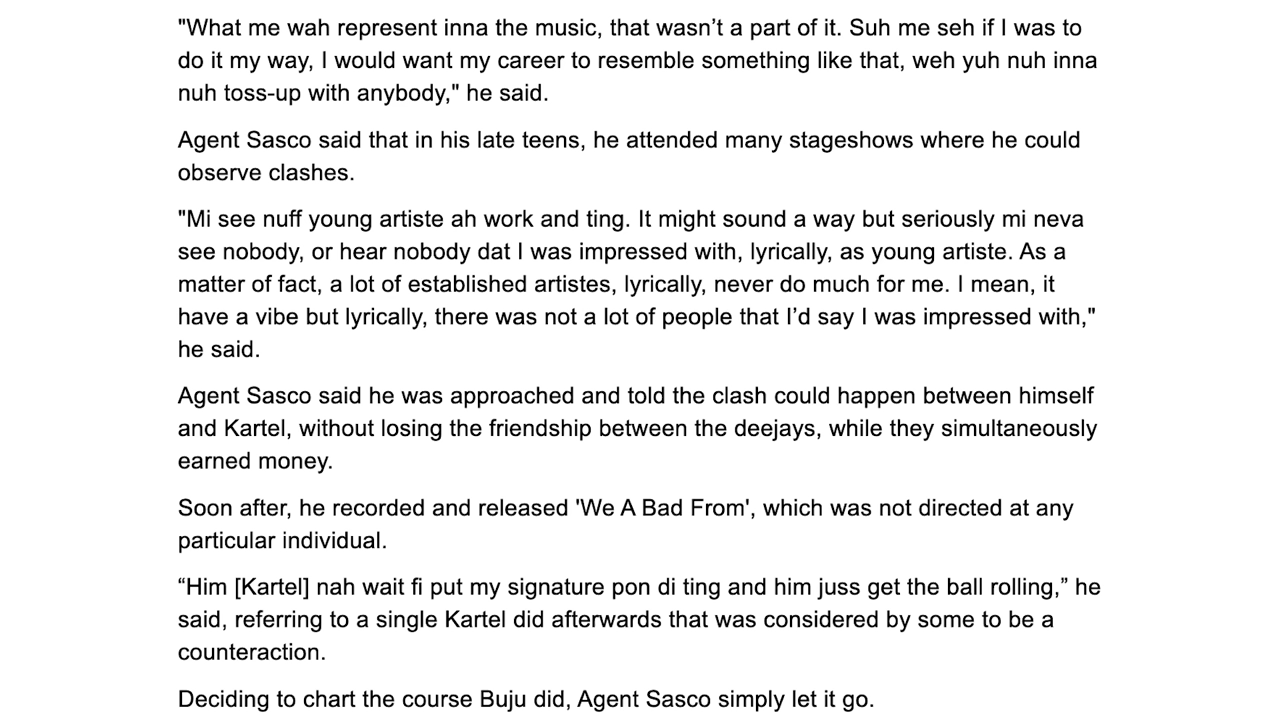 "What me wah represent inna the music, that wasn’t a part of it. Suh me seh if I was to
do it my way, I would want my career to resemble something like that, weh yuh nuh inna
nuh toss-up with anybody," he said.
Agent Sasco said that in his late teens, he attended many stageshows where he could
observe clashes.
"Mi see nuff young artiste ah work and ting. It might sound a way but seriously mi neva
see nobody, or hear nobody dat I was impressed with, lyrically, as young artiste. As a
matter of fact, a lot of established artistes, lyrically, never do much for me. I mean, it
have a vibe but lyrically, there was not a lot of people that I’d say I was impressed with,"
he said.
Agent Sasco said he was approached and told the clash could happen between himself
and Kartel, without losing the friendship between the deejays, while they simultaneously
earned money.
Soon after, he recorded and released 'We A Bad From', which was not directed at any
particular individual.
“Him [Kartel] nah wait fi put my signature pon di ting and him juss get the ball rolling,” he
said, referring to a single Kartel did afterwards that was considered by some to be a
counteraction.
Deciding to chart the course Buju did, Agent Sasco simply let it go.